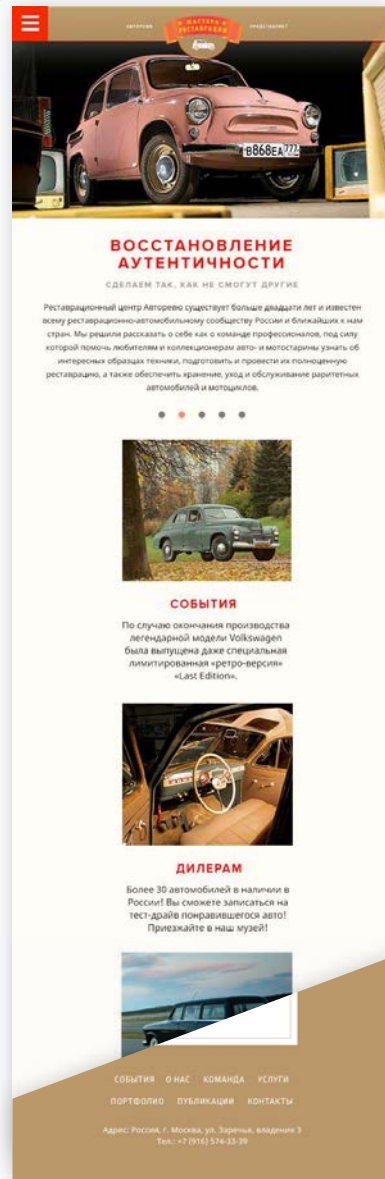 АВТОРЕВЮ
МАСТЕРА
РЕСТАВРАЦИИ
ПРЕДСТАВЛЯЕТ
В868ЕА 777
ВОССТАНОВЛЕНИЕ
АУТЕНТИЧНОСТИ
СДЕЛАЕМ ТАК, КАК НЕ СМОГУТ ДРУГИЕ
Реставрационный центр Авторевю существует больше двадцати лет и известен
всему реставрационно-автомобильному сообществу России и ближайших к нам
стран. Мы решили рассказать о себе как о команде профессионалов, под силу
которой помочь любителям и коллекционерам авто- и мотостарины узнать об
интересных образцах техники, подготовить и провести их полноценную
реставрацию, а также обеспечить хранение, уход и обслуживание раритетных
автомобилей и мотоциклов.
СОБЫТИЯ
По случаю окончания производства
легендарной модели Volkswagen
была выпущена даже специальная
лимитированная «ретро-версия»
«Last Edition».
ДИЛЕРАМ
Более 30 автомобилей в наличии в
России! Вы сможете записаться на
тест-драйв понравившегося авто!
Приезжайте в наш музей!
СОБЫТИЯ О НАС КОМАНДА УСЛУГИ
ПОРТФОЛИО ПУБЛИКАЦИИ КОНТАКТЫ
Адрес: Россия, г. Москва, ул. Заречья, владение 3
Тел.: +7 (916) 574-33-39